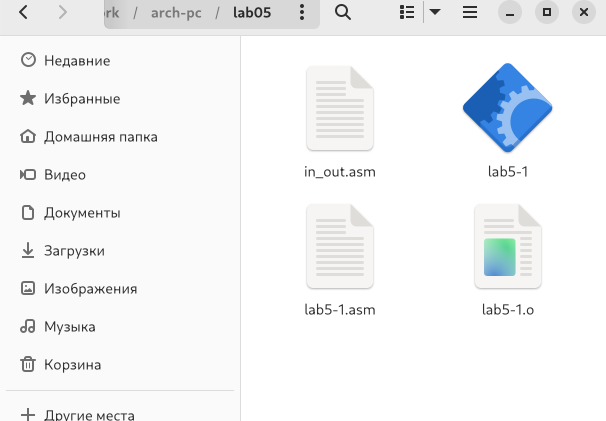 rk / arch-pc / lab05
Недавние
Избранные
Домашняя папка
Видео
Документы
Загрузки
Изображения
Музыка
Корзина
Другие места
in_out.asm
lab5-1
lab5-1.asm
lab5-1.o